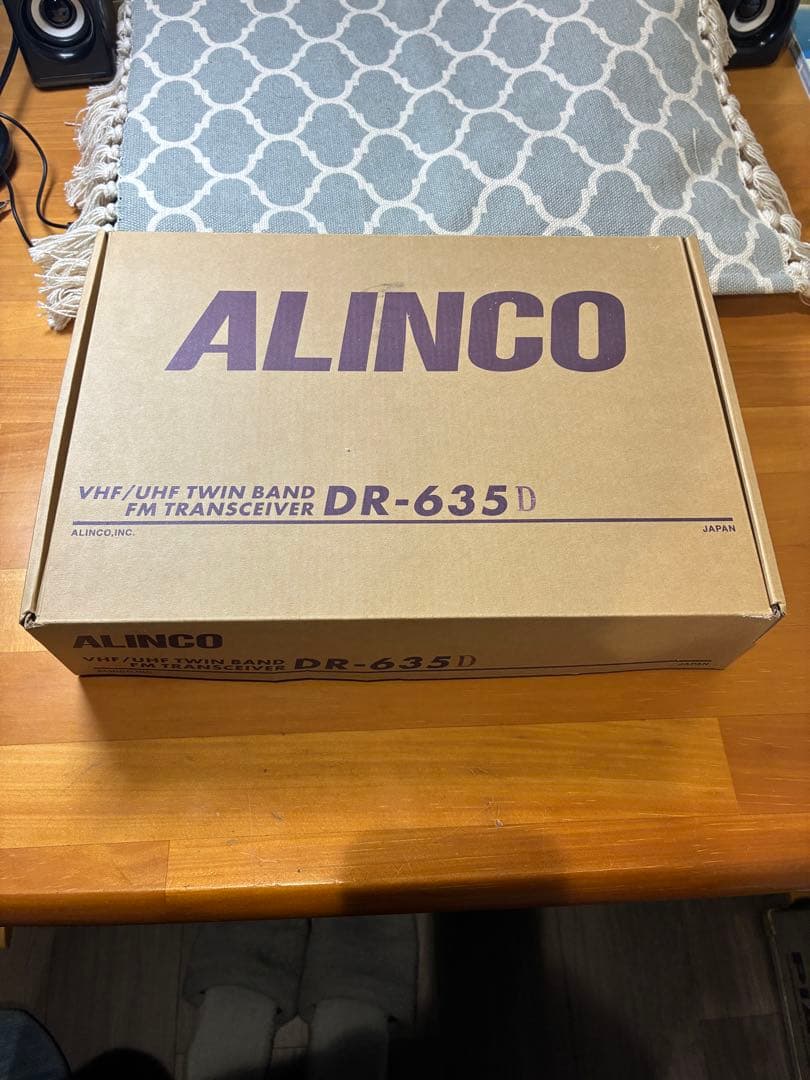 ALINCO
VHF/UHF TWIN BAND
FM TRANSCEIVER DR-635D
ALINCO,INC. JAPAN
ALINCO
VHF/UHF TWIN BAND
FM TRANSCEIVER DR-635D
JAPAN